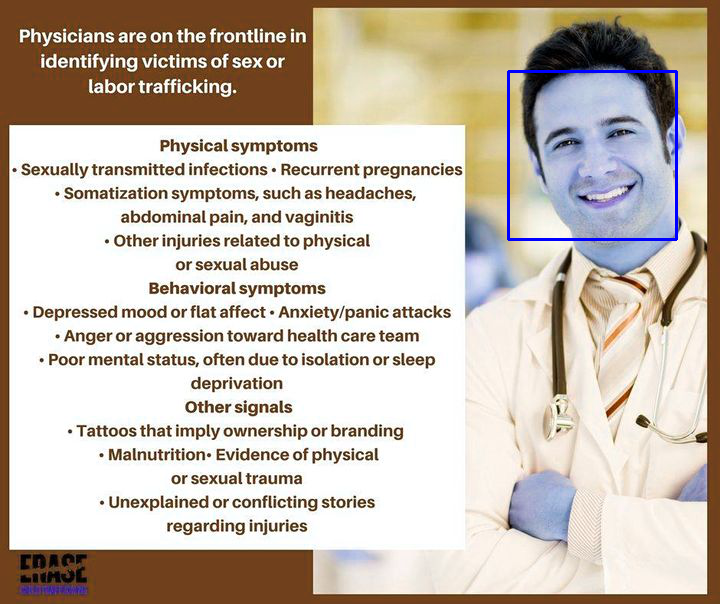 Physicians are on the frontline in
identifying victims of sex or
labor trafficking.
Physical symptoms
• Sexually transmitted infections • Recurrent pregnancies
• Somatization symptoms, such as headaches,
abdominal pain, and vaginitis
• Other injuries related to physical
or sexual abuse
Behavioral symptoms
• Depressed mood or flat affect • Anxiety/panic attacks
• Anger or aggression toward health care team
• Poor mental status, often due to isolation or sleep
deprivation
Other signals
• Tattoos that imply ownership or branding
• Malnutrition• Evidence of physical
or sexual trauma
• Unexplained or conflicting stories
regarding injuries
ERASE